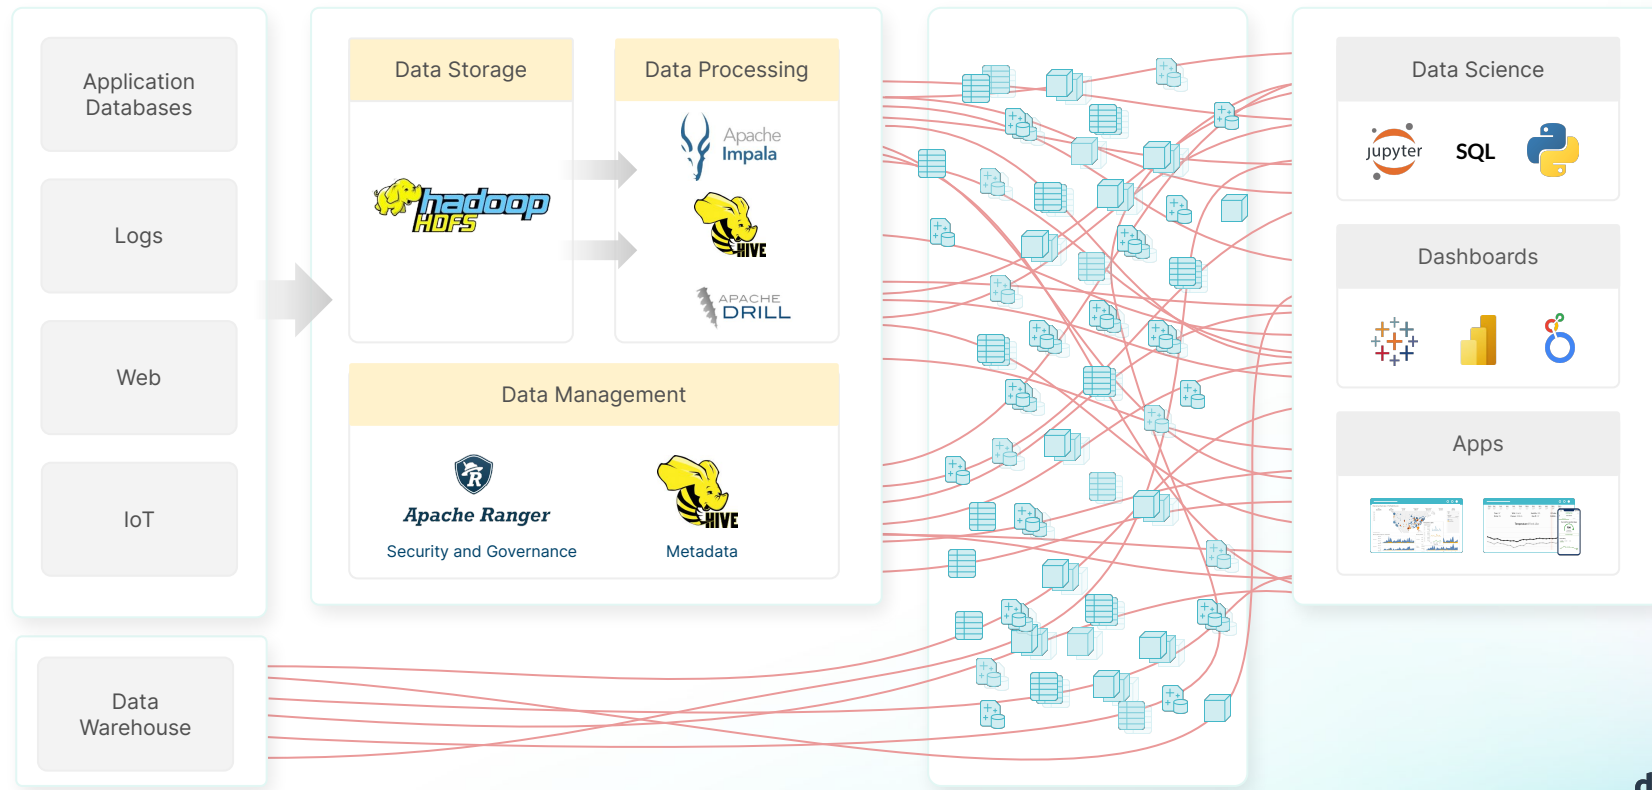 Application
Databases
Logs
Web
IoT
Data
Warehouse
Data Storage
hadoop
HDFS
Data Processing
Apache
Impala
HIVE
APACHE
DRILL
Data Management
R
Apache Ranger
Security and Governance
HIVE
Metadata
Data Science
jupyter
SQL
Dashboards
Apps